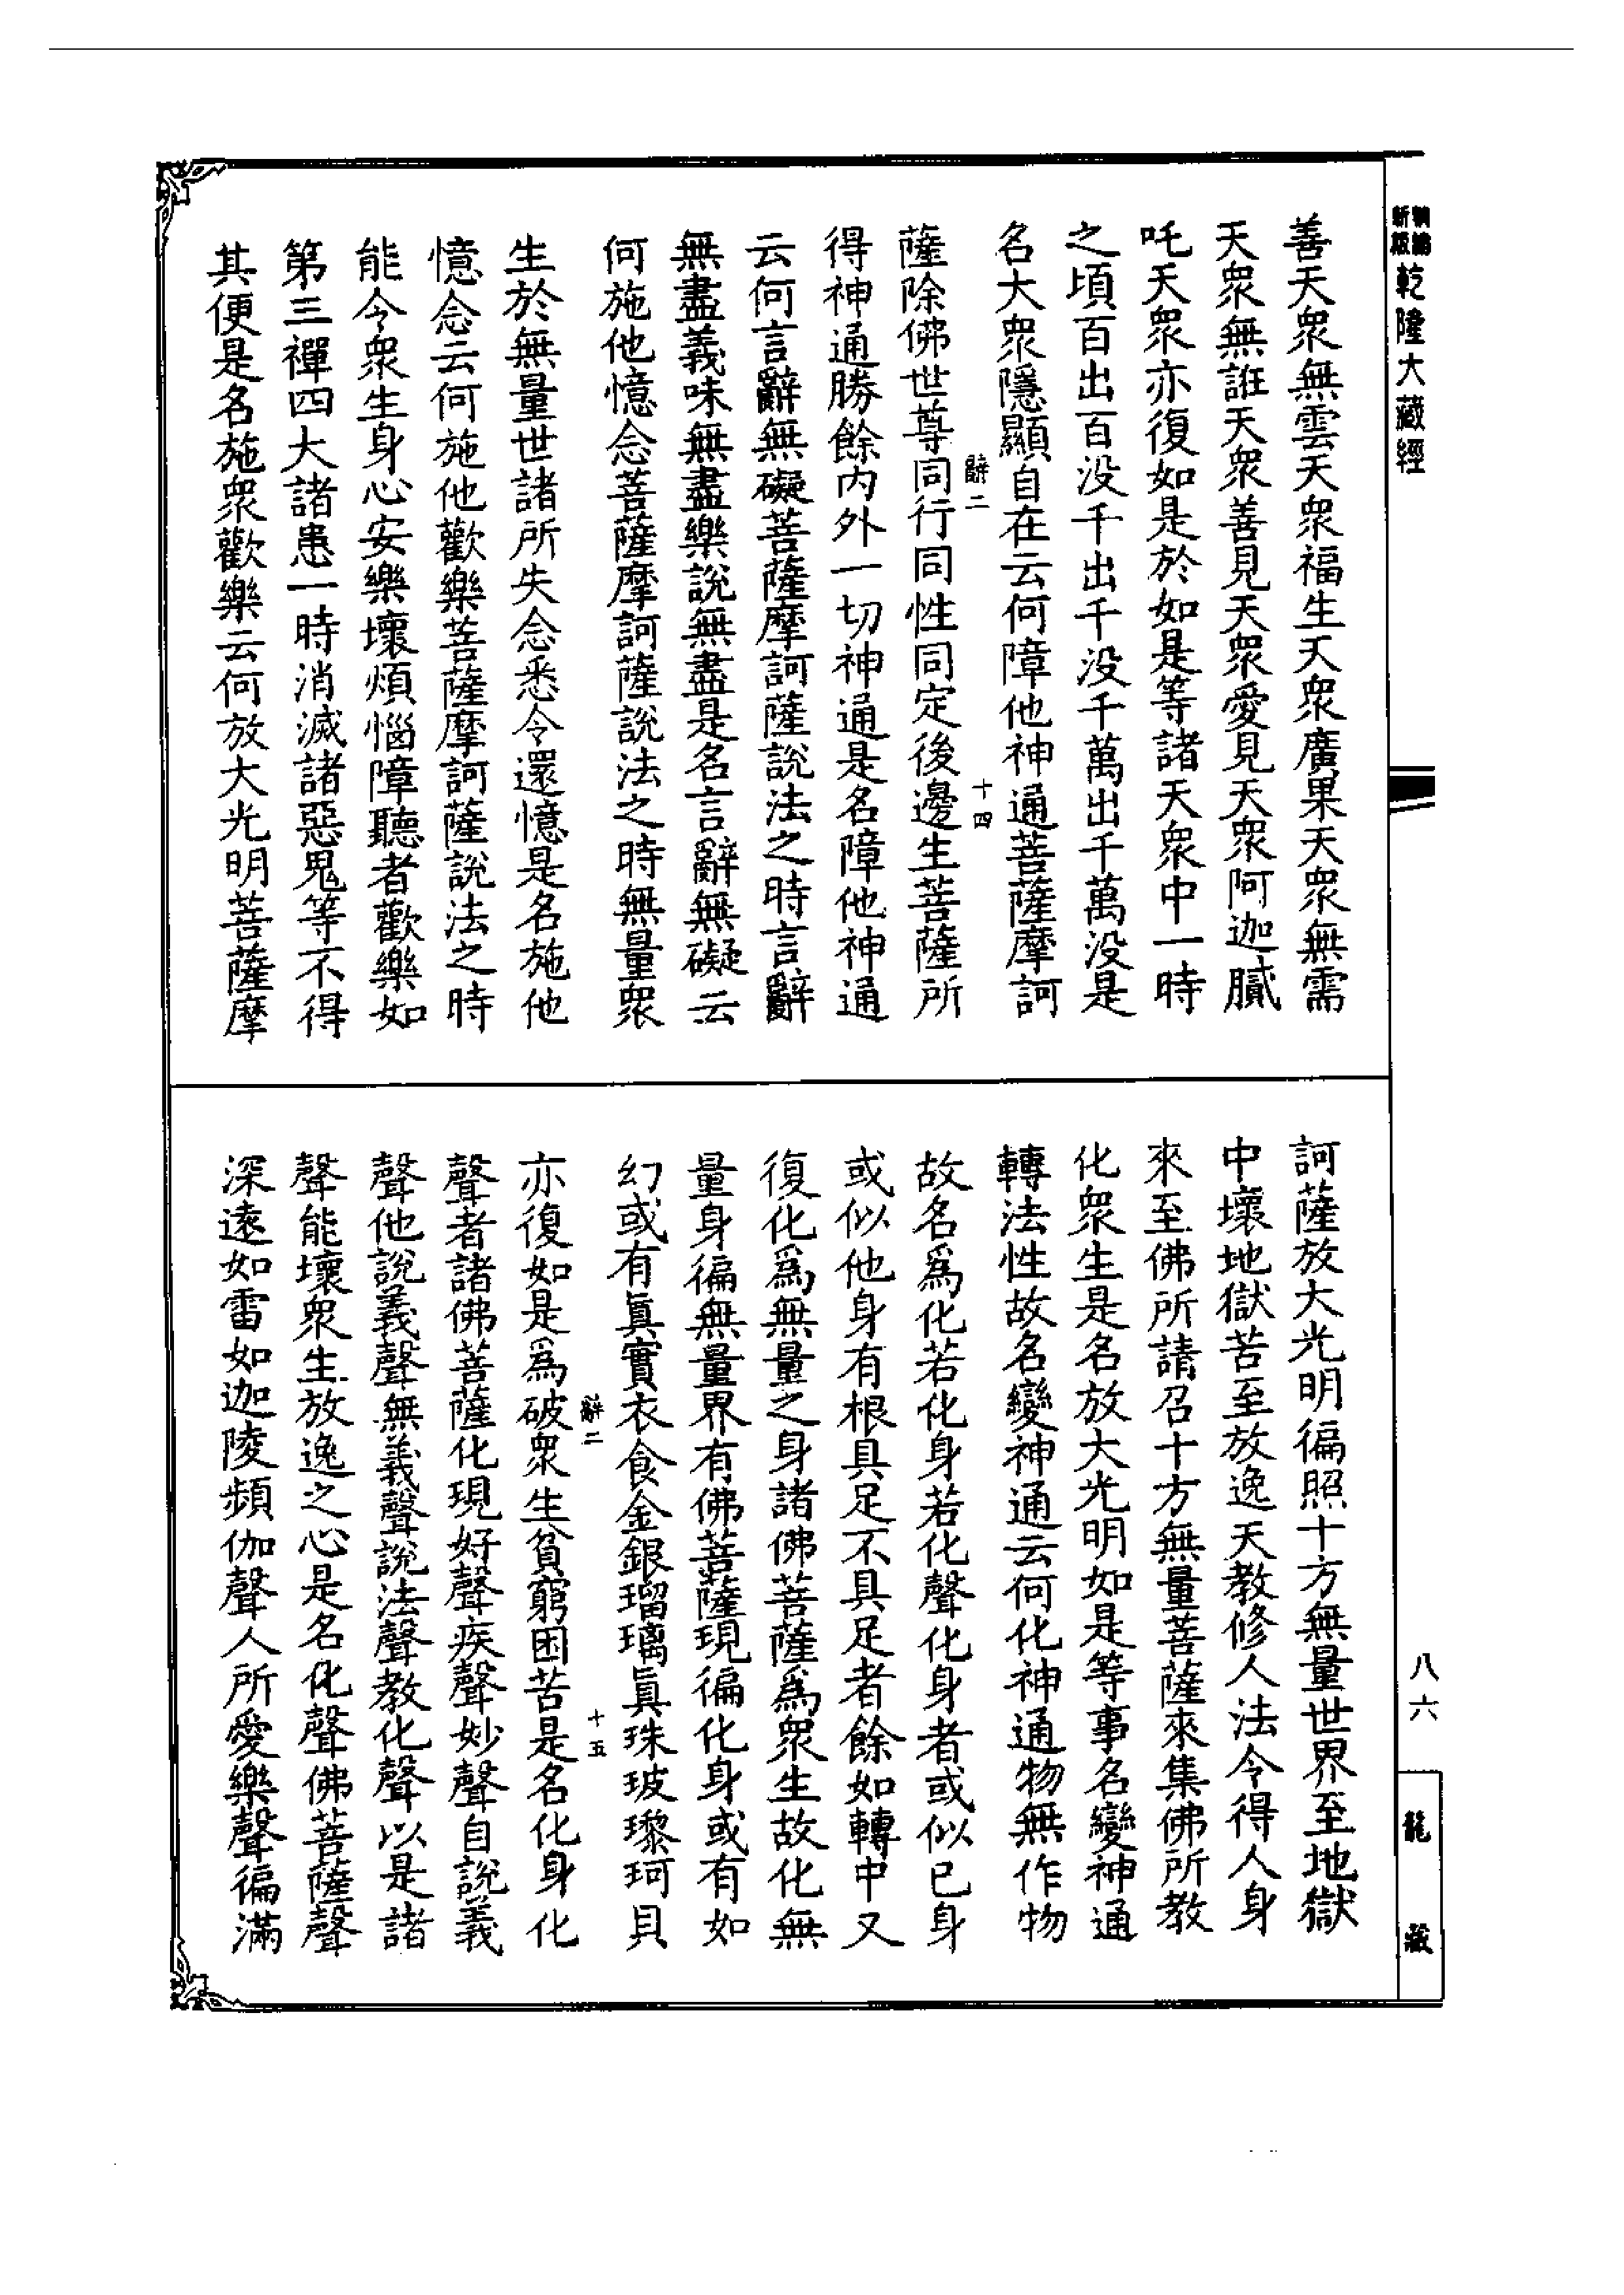 新編縮版乾隆大藏經
善天衆無雲天衆福生天衆廣果天衆無需
天衆無誑天衆善見天衆愛見天衆阿迦膩
吒天衆亦復如是於如是等諸天衆中一時
之頃百出百没千出千没千萬出千萬没是
名大衆隱顯自在云何障他神通菩薩摩訶
辭二
十四
薩除佛世尊同行同性同定後邊生菩薩所
得神通勝餘内外一切神通是名障他神通
云何言辭無礙菩薩摩訶薩說法之時言辭
無盡義味無盡樂說無盡是名言辭無礙云
何施他憶念菩薩摩訶薩說法之時無量衆
生於無量世諸所失念悉令還憶是名施他
憶念云何施他歡樂菩薩摩訶薩說法之時
能令衆生身心安樂壞煩惱障聽者歡樂如
第三禪四大諸患一時消滅諸惡鬼等不得
其便是名施衆歡樂云何放大光明菩薩摩
訶薩放大光明徧照十方無量世界至地獄
中壞地獄苦至放逸天教修人法令得人身
來至佛所請召十方無量菩薩來集佛所教
化衆生是名放大光明如是等事名變神通
轉法性故名變神通云何化神通物無作物
故名爲化若化身若化聲化身者或似已身
或似他身有根具足不具足者餘如轉中又
復化爲無量之身諸佛菩薩爲衆生故化無
量身徧無量界有佛菩薩現徧化身或有如
幻或有眞實衣食金銀瑠璃眞珠玻瓈珂貝
辭二
十五
亦復如是爲破衆生貧窮困苦是名化身化
聲者諸佛菩薩化現好聲疾聲妙聲自說義
聲他說義聲無義聲說法聲教化聲以是諸
聲能壞衆生放逸之心是名化聲佛菩薩聲
深遠如雷如迦陵頻伽聲人所愛樂聲徧滿
八六
龍藏